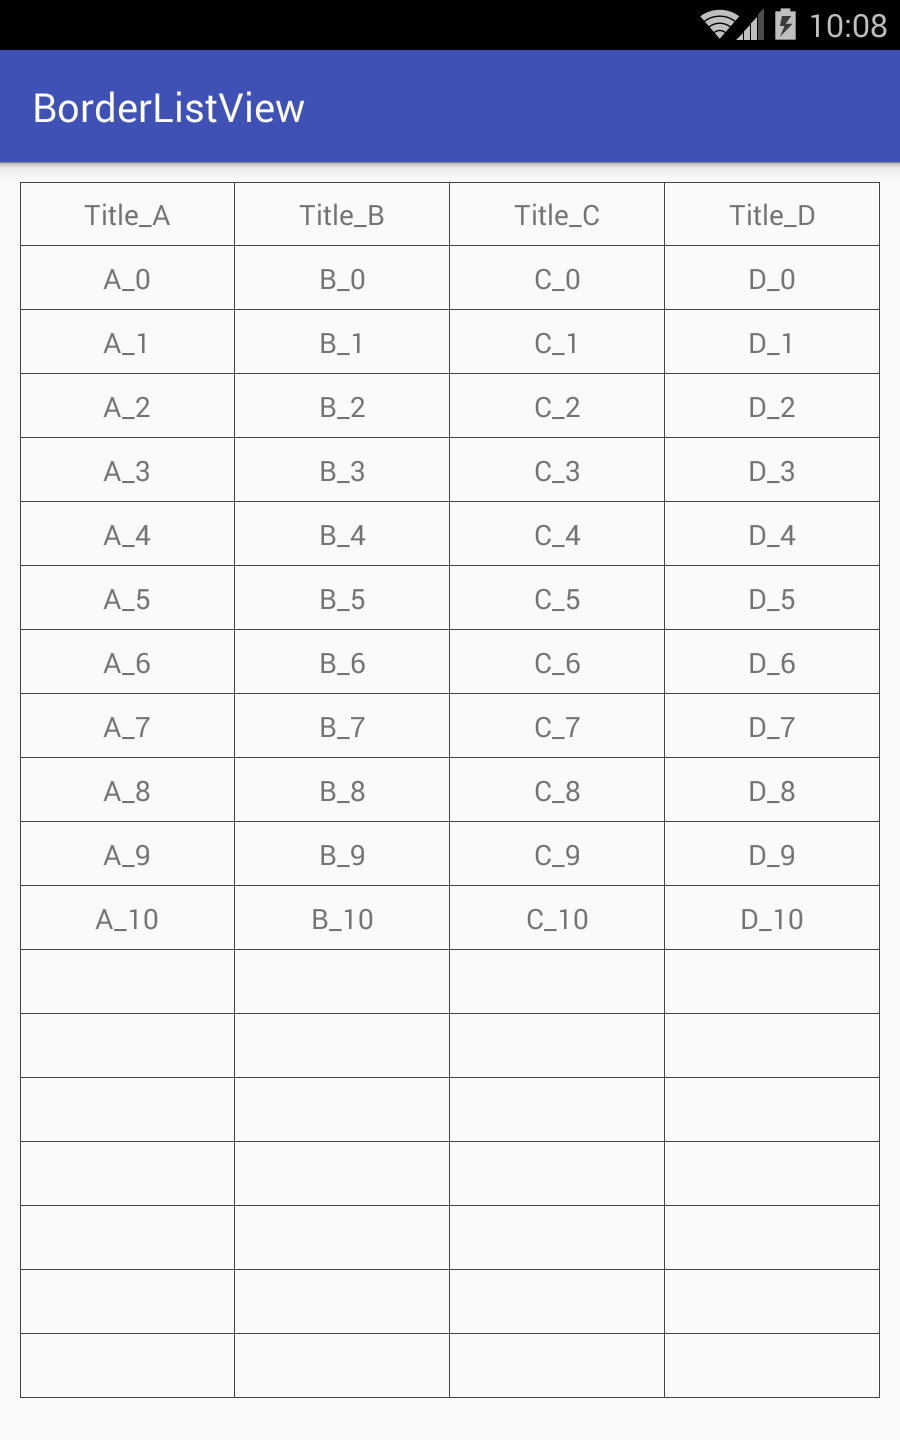 10:08
BorderListView
Title_A Title_B Title_C Title_D
A_0 B_0 C_0 D_0
A_1 B_1 C_1 D_1
A_2 B_2 C_2 D_2
A_3 B_3 C_3 D_3
A_4 B_4 C_4 D_4
A_5 B_5 C_5 D_5
A_6 B_6 C_6 D_6
A_7 B_7 C_7 D_7
A_8 B_8 C_8 D_8
A_9 B_9 C_9 D_9
A_10 B_10 C_10 D_10